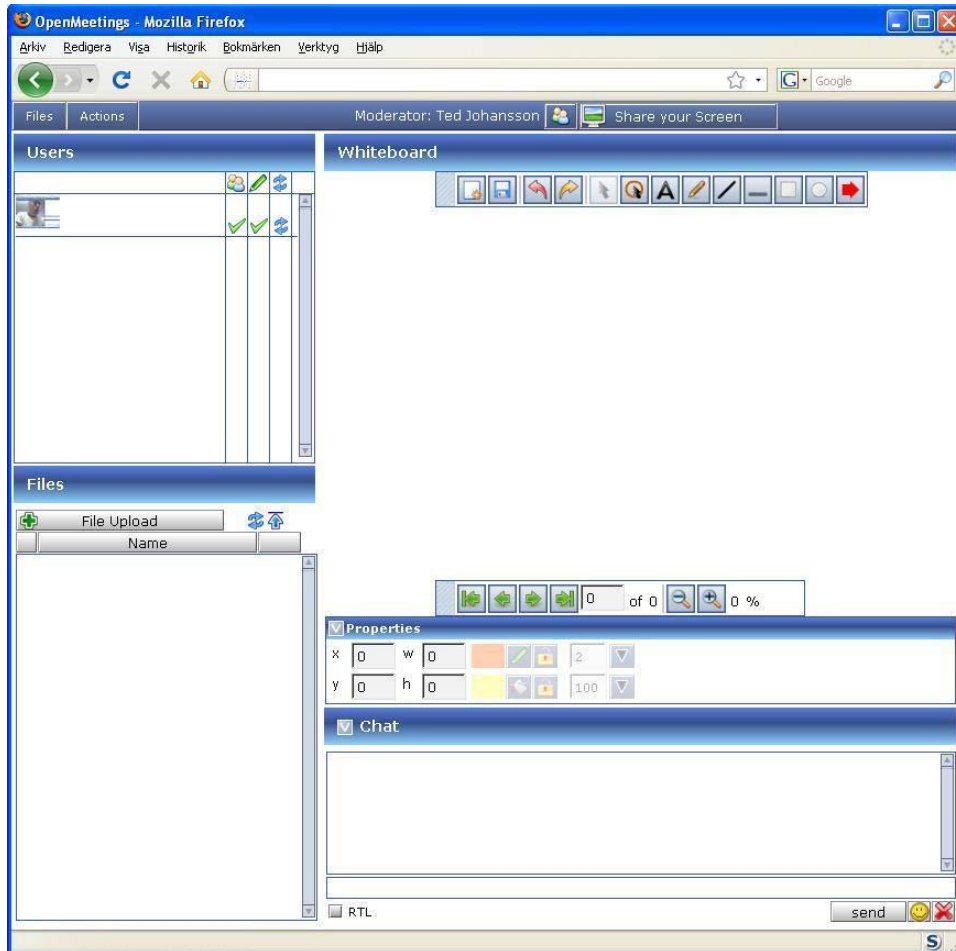 OpenMeetings - Mozilla Firefox
Arkiv Redigera Visa Historik Bokmärken Verktyg Hjälp
G Google
Files Actions Moderator: Ted Johansson Share your Screen
Users
Whiteboard
A
Files
File Upload
Name
0 of 0 0 %
Properties
x 0 w 0 2
y 0 h 0 100
Chat
RTL send
S